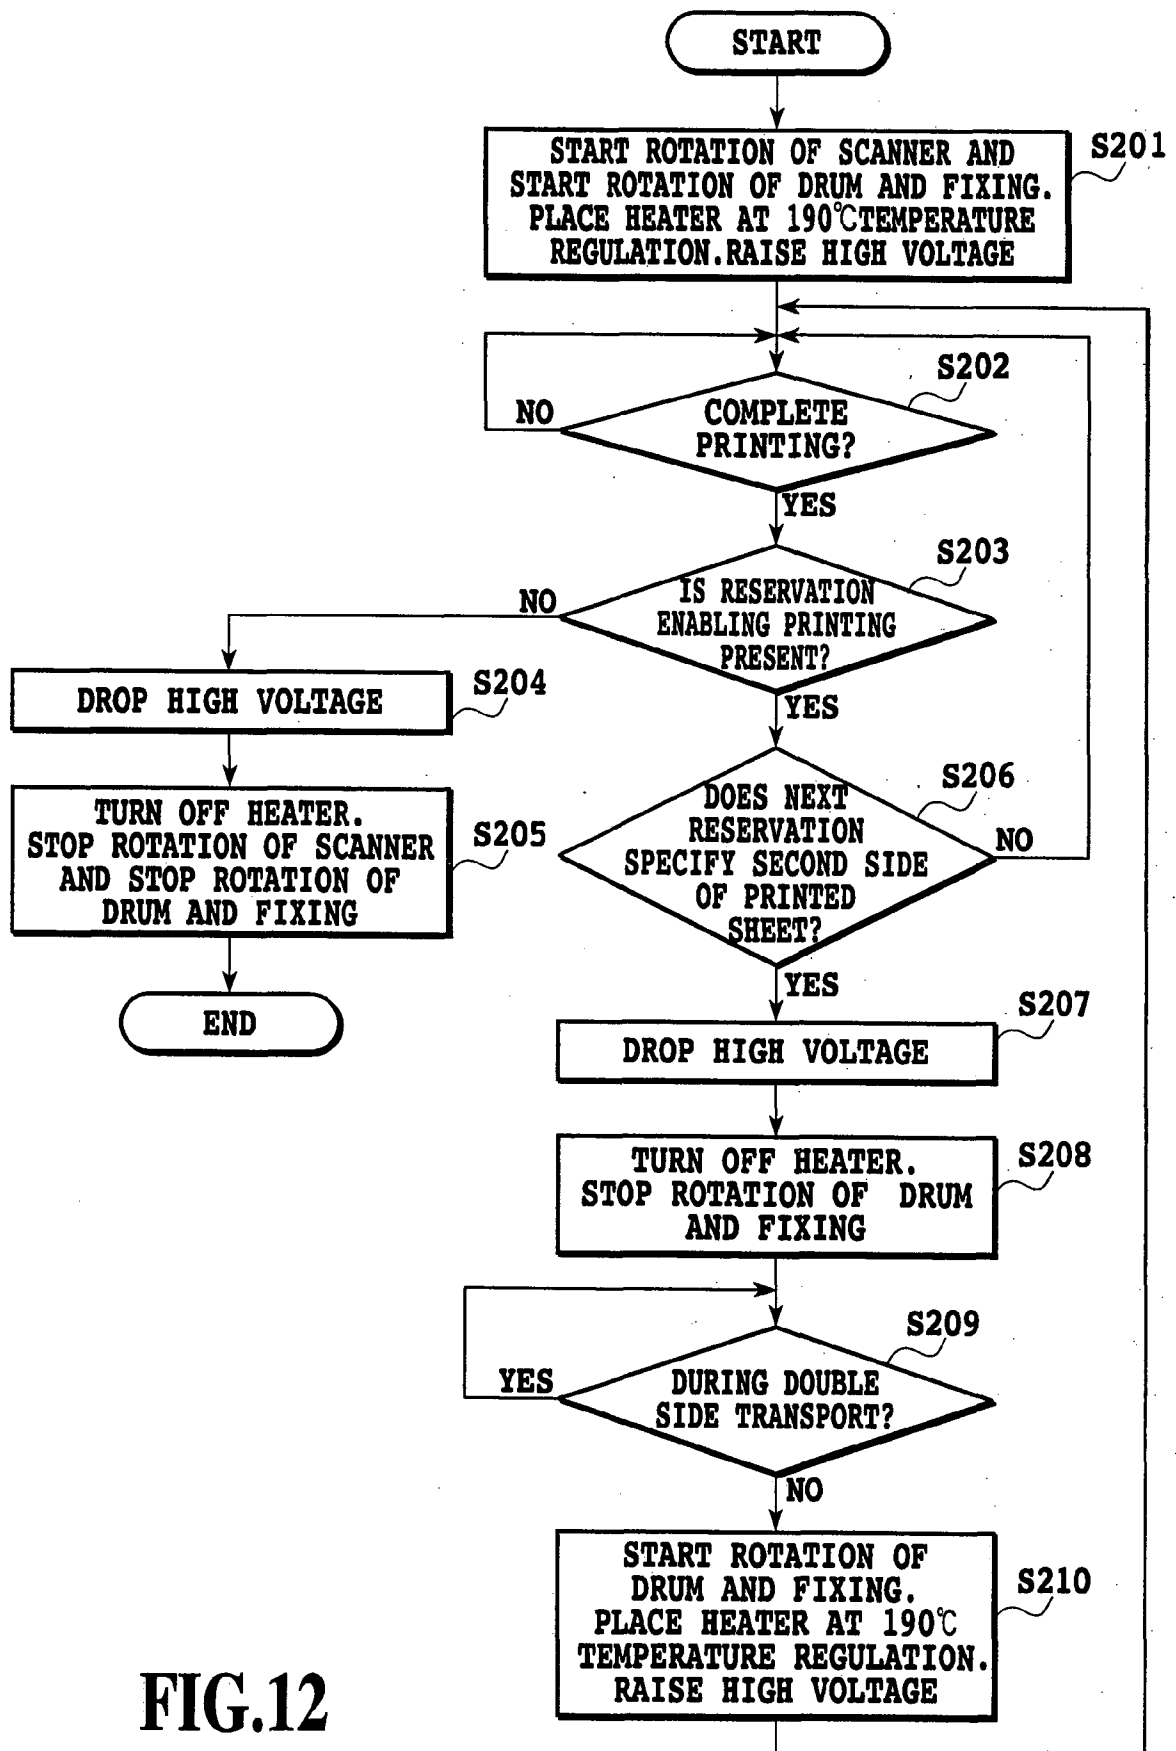 START
START ROTATION OF SCANNER AND
START ROTATION OF DRUM AND FIXING.
PLACE HEATER AT 190℃TEMPERATURE
REGULATION.RAISE HIGH VOLTAGE
S201
S202
COMPLETE
PRINTING?
NO
YES
S203
IS RESERVATION
ENABLING PRINTING
PRESENT?
NO
YES
DROP HIGH VOLTAGE
S204
TURN OFF HEATER.
STOP ROTATION OF SCANNER
AND STOP ROTATION OF
DRUM AND FIXING
S205
END
S206
DOES NEXT
RESERVATION
SPECIFY SECOND SIDE
OF PRINTED
SHEET?
NO
YES
S207
DROP HIGH VOLTAGE
S208
TURN OFF HEATER.
STOP ROTATION OF DRUM
AND FIXING
S209
DURING DOUBLE
SIDE TRANSPORT?
YES
NO
START ROTATION OF
DRUM AND FIXING.
PLACE HEATER AT 190℃
TEMPERATURE REGULATION.
RAISE HIGH VOLTAGE
S210
FIG.12